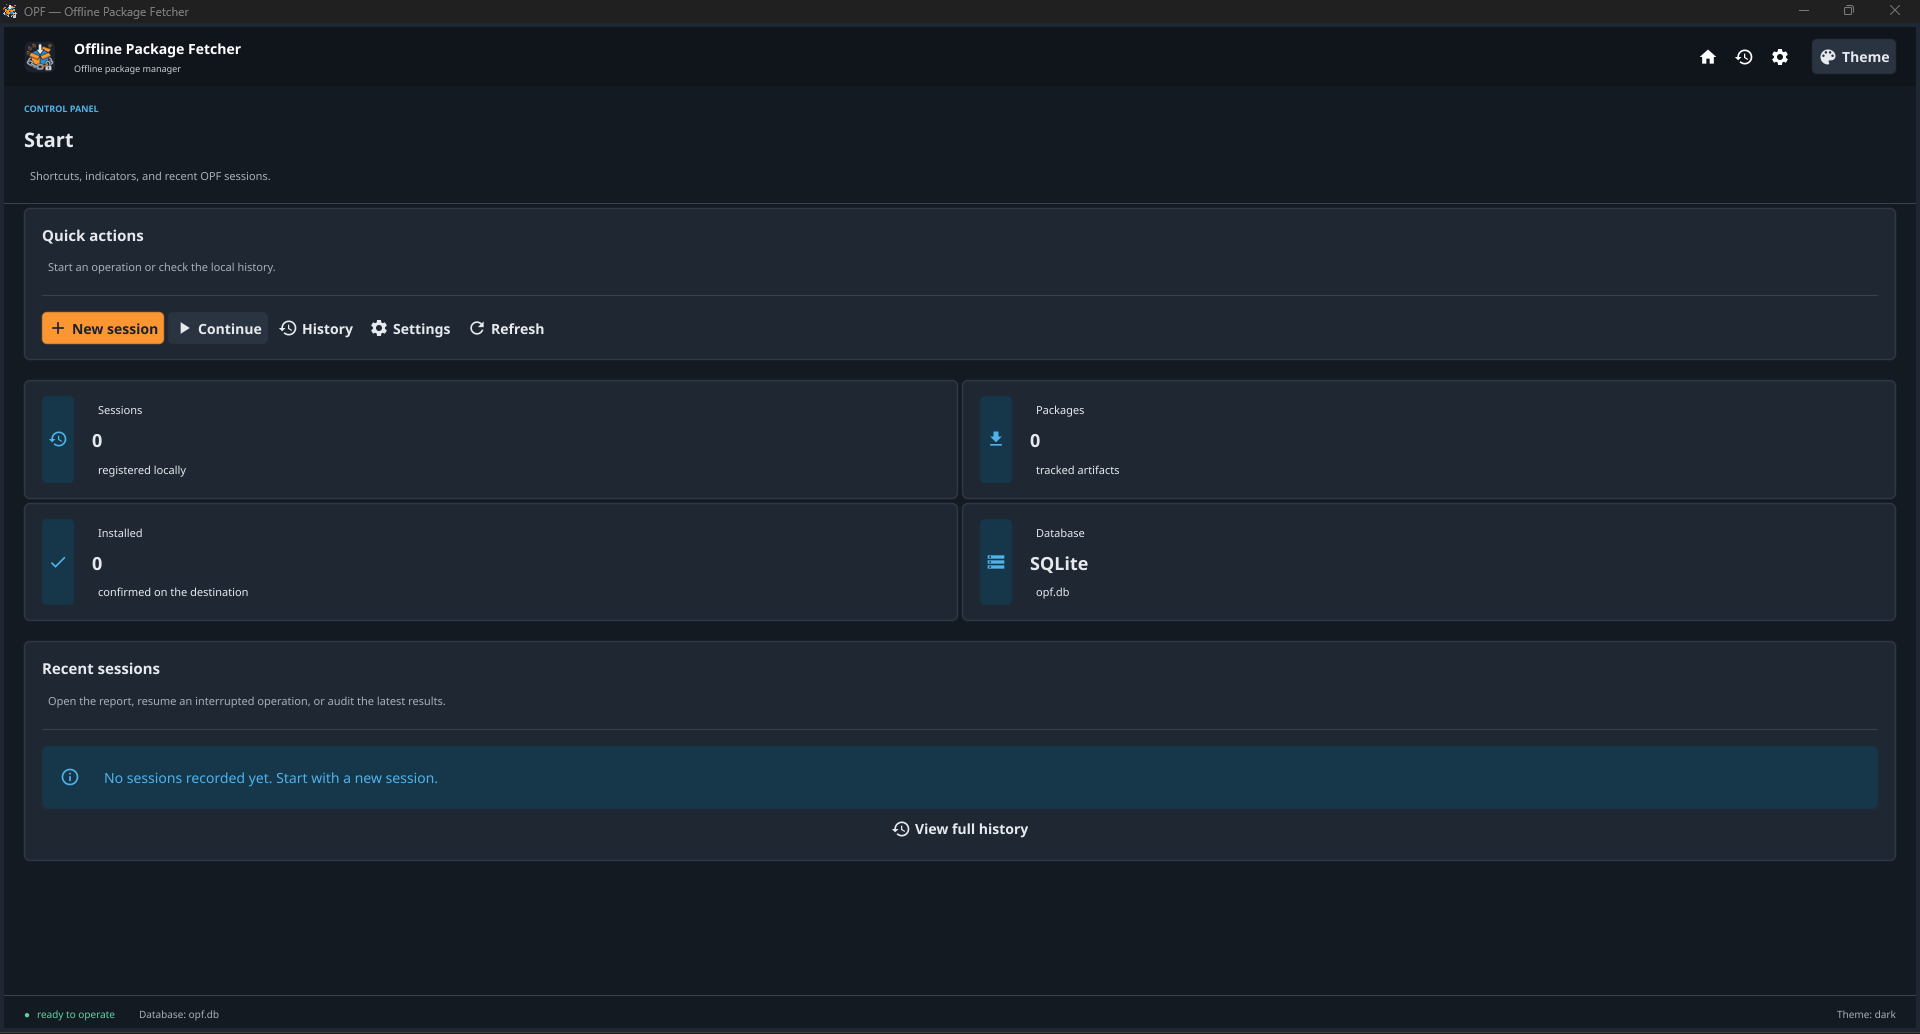 OPF — Offline Package Fetcher
Offline Package Fetcher
Offline package manager
Theme
CONTROL PANEL
Start
Shortcuts, indicators, and recent OPF sessions.
Quick actions
Start an operation or check the local history.
New session
Continue
History
Settings
Refresh
Sessions
0
registered locally
Packages
0
tracked artifacts
Installed
0
confirmed on the destination
Database
SQLite
opf.db
Recent sessions
Open the report, resume an interrupted operation, or audit the latest results.
No sessions recorded yet. Start with a new session.
View full history
ready to operate
Database: opf.db
Theme: dark